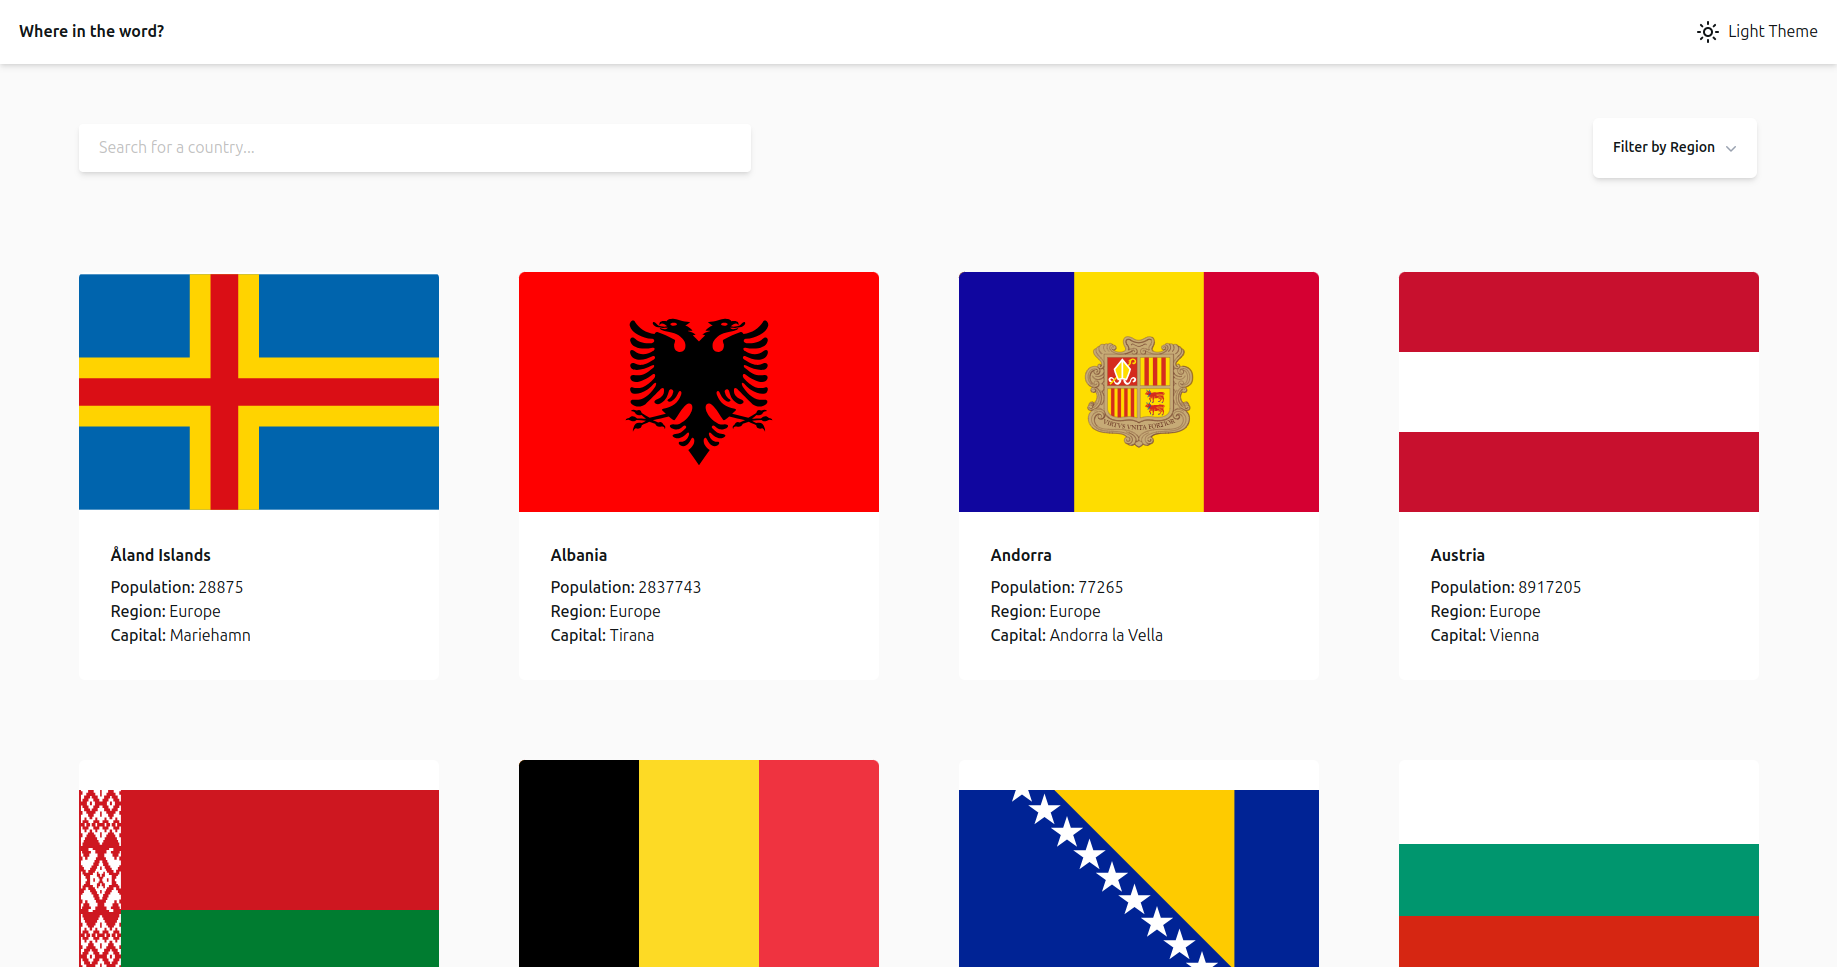 Where in the word?
Light Theme
Search for a country...
Filter by Region
Åland Islands
Population: 28875
Region: Europe
Capital: Mariehamn
Albania
Population: 2837743
Region: Europe
Capital: Tirana
Andorra
Population: 77265
Region: Europe
Capital: Andorra la Vella
Austria
Population: 8917205
Region: Europe
Capital: Vienna